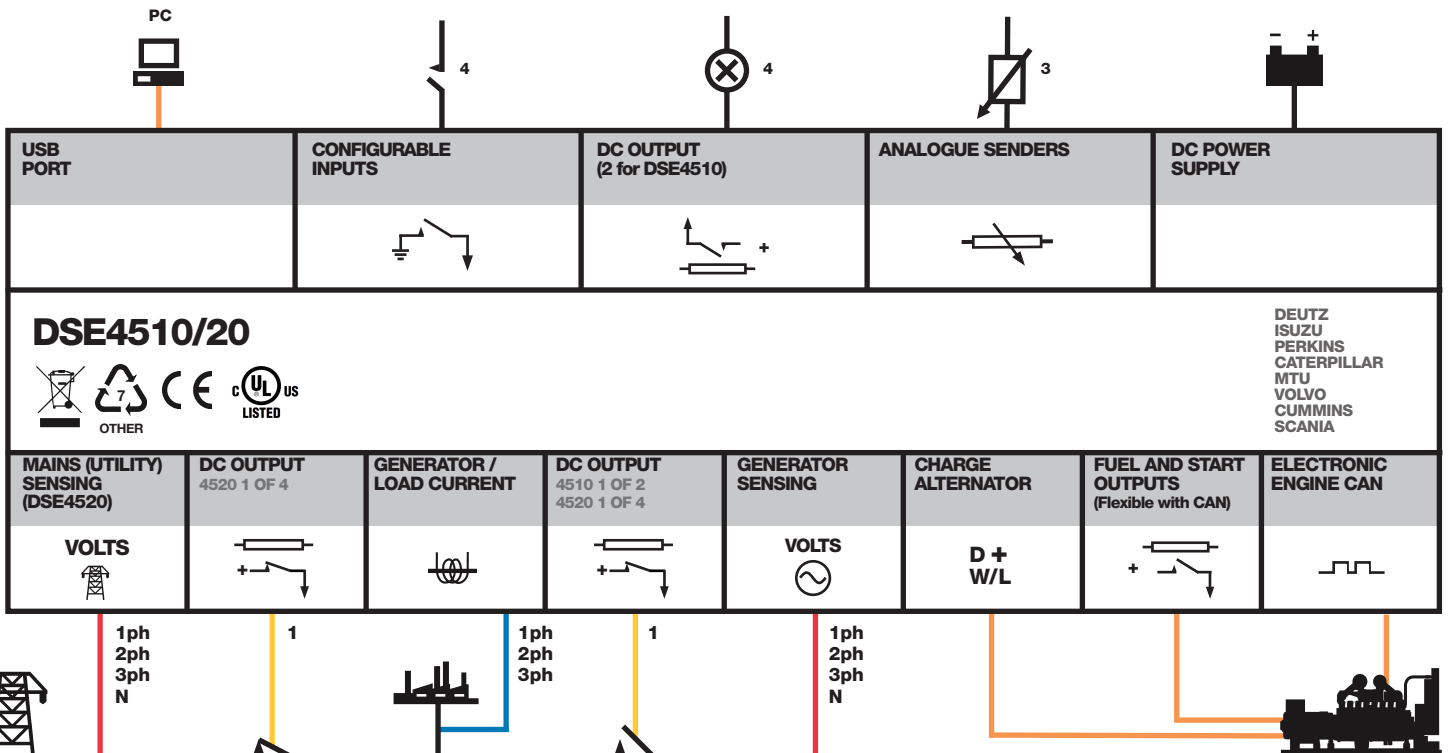 PC
4
4
3
- +
USB
PORT
CONFIGURABLE
INPUTS
DC OUTPUT
(2 for DSE4510)
ANALOGUE SENDERS
DC POWER
SUPPLY
+
DSE4510/20
7
OTHER
CE
C UL US
®
LISTED
DEUTZ
ISUZU
PERKINS
CATERPILLAR
MTU
VOLVO
CUMMINS
SCANIA
MAINS (UTILITY)
SENSING
(DSE4520)
DC OUTPUT
4520 1 OF 4
GENERATOR /
LOAD CURRENT
DC OUTPUT
4510 1 OF 2
4520 1 OF 4
GENERATOR
SENSING
CHARGE
ALTERNATOR
FUEL AND START
OUTPUTS
(Flexible with CAN)
ELECTRONIC
ENGINE CAN
VOLTS
+
+
VOLTS
D +
W/L
+
1ph
2ph
3ph
N
1
1ph
2ph
3ph
1
1ph
2ph
3ph
N